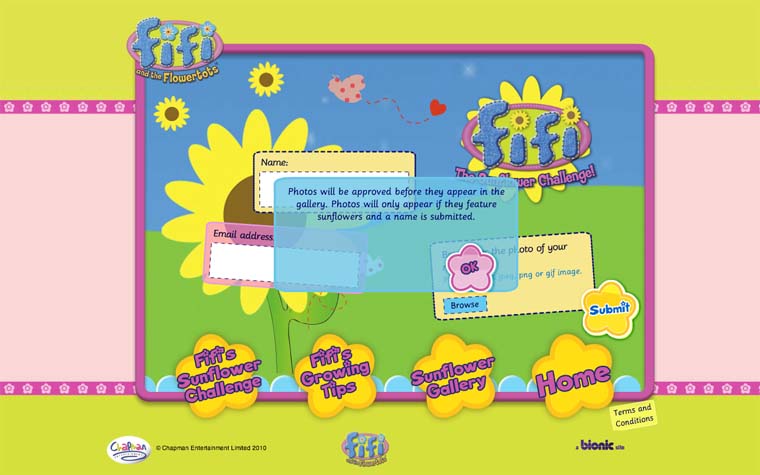 fifi
and the Flowertots
fifi
The Sunflower Challenge!
Name:
Photos will be approved before they appear in the
gallery. Photos will only appear if they feature
sunflowers and a name is submitted.
Email address:
the photo of your
jpeg, png or gif image.
OK
Browse
Submit
Fifi's
Sunflower
Challenge
Fifi's
Growing
Tips
Sunflower
Gallery
Home
Terms and
Conditions
Chapman
© Chapman Entertainment Limited 2010
fifi
and the Flowertots
a bionic site